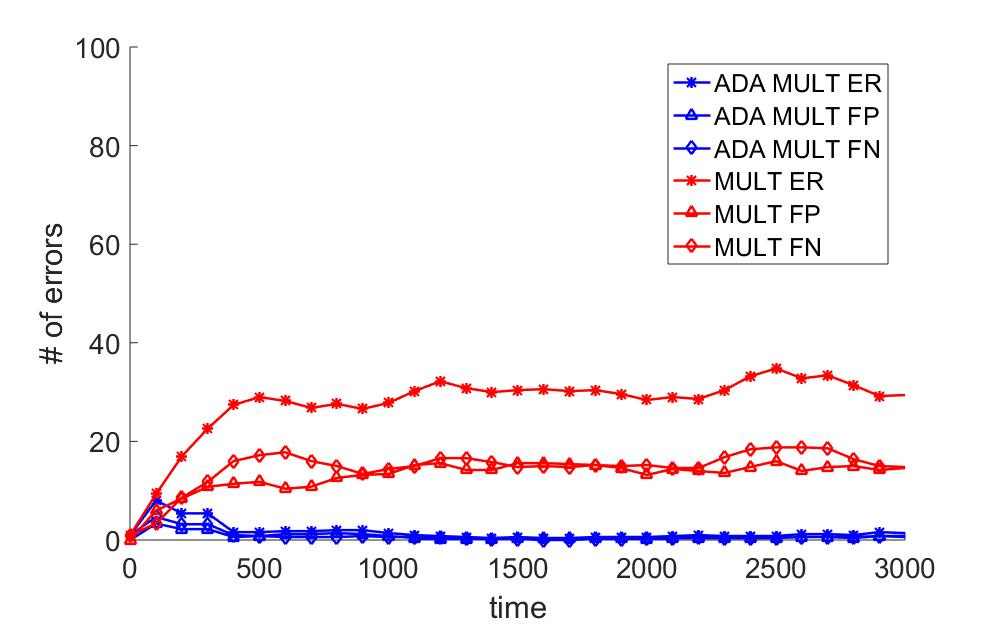 100
80
60
40
20
0
# of errors
0 500 1000 1500 2000 2500 3000
time
ADA MULT ER
ADA MULT FP
ADA MULT FN
MULT ER
MULT FP
MULT FN